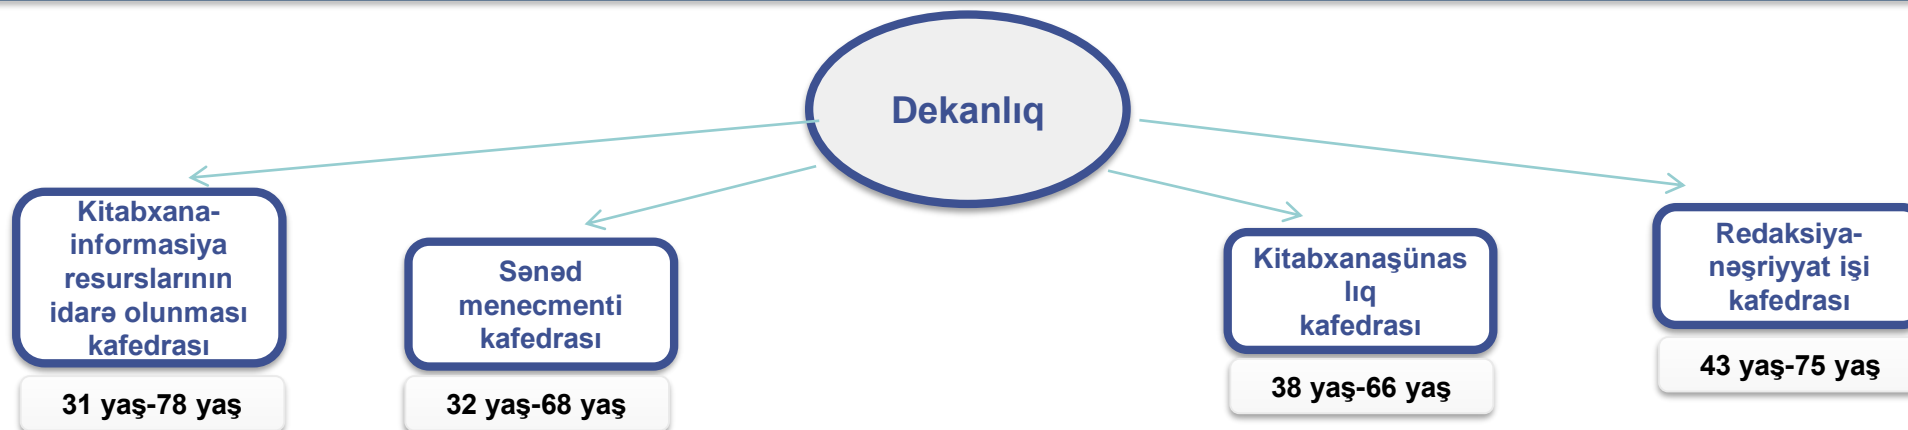 Dekanlıq
Kitabxana-
informasiya
resurslarının
idarə olunması
kafedrası
31 yaş-78 yaş
Sənəd
menecmenti
kafedrası
32 yaş-68 yaş
Kitabxanaşünas
lıq
kafedrası
38 yaş-66 yaş
Redaksiya-
nəşriyyat işi
kafedrası
43 yaş-75 yaş